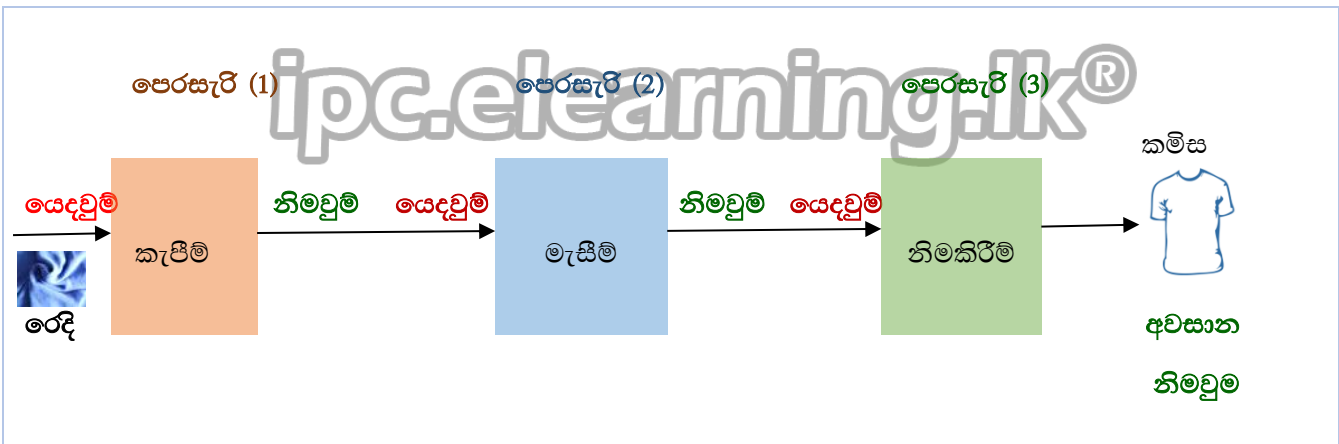 ipc.elearning.lk®
පෙරසැරි (1) පෙරසැරි (2) පෙරසැරි (3)
කමිස
යෙදවුම් නිමවුම් යෙදවුම් නිමවුම් යෙදවුම්
කැපීම් මැසීම් නිමකිරීම්
රෙදි අවසාන
නිමවුම